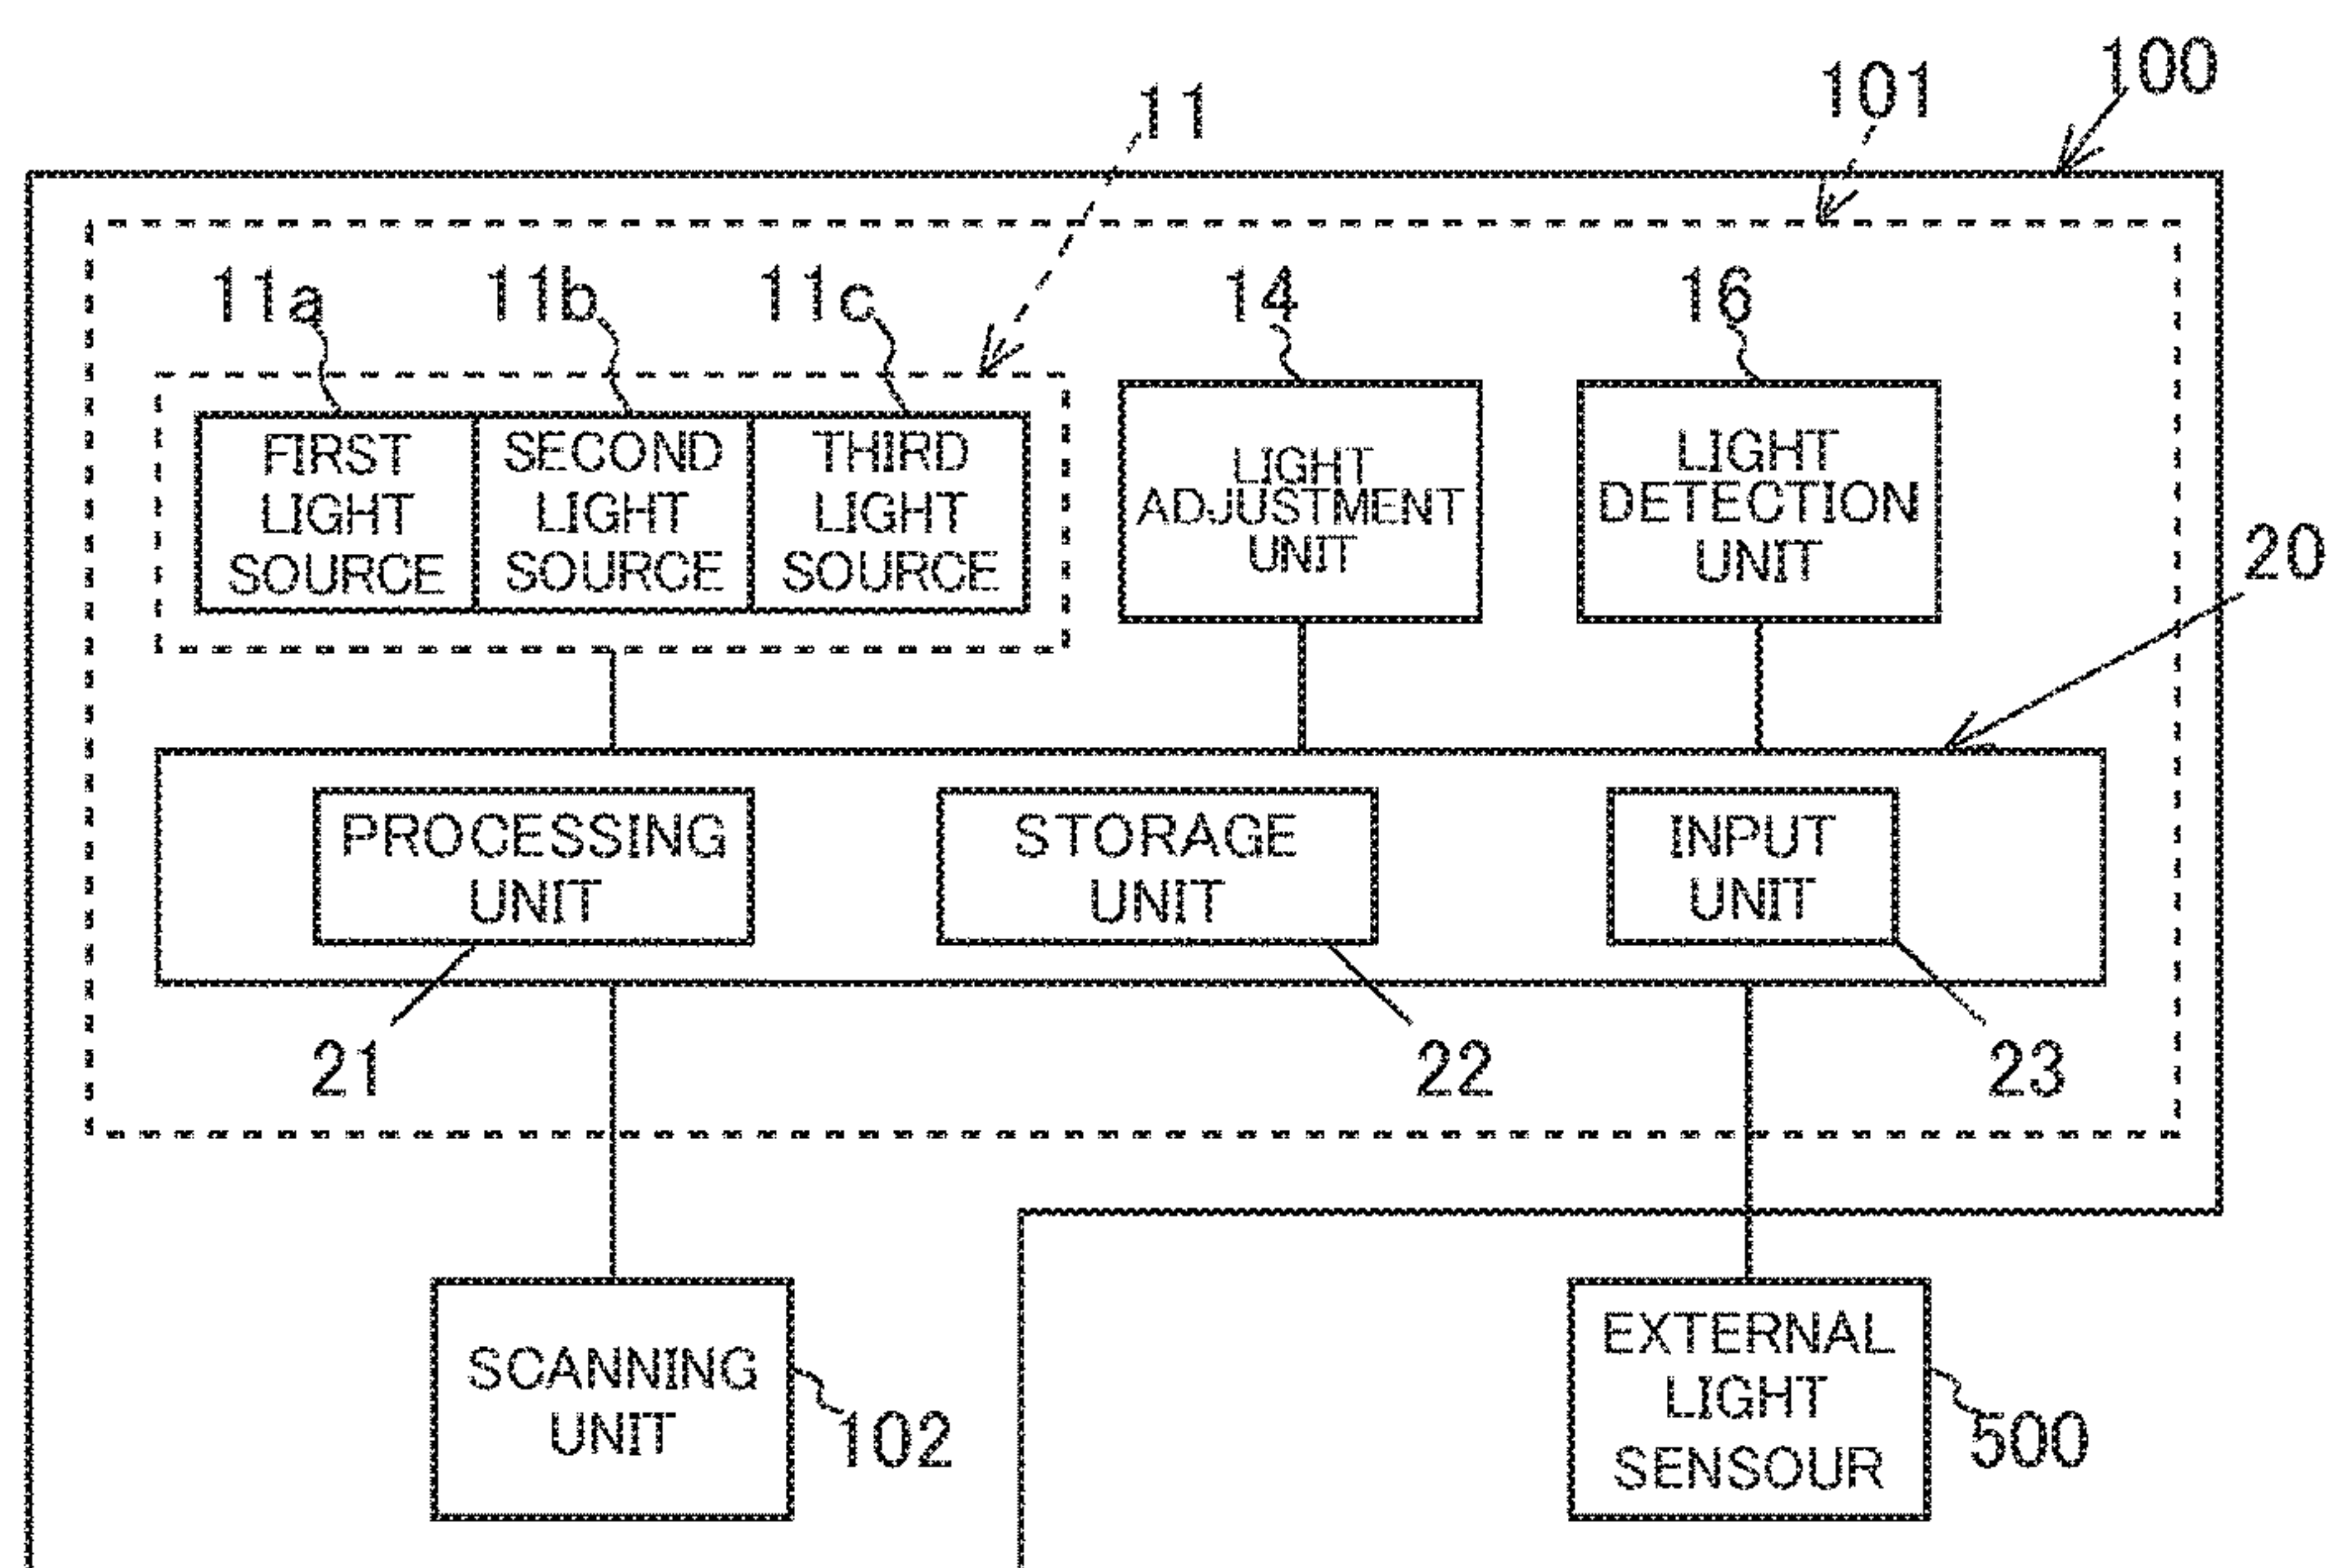 100
101
11
11a
11b
11c
14
16
FIRST
LIGHT
SOURCE
SECOND
LIGHT
SOURCE
THIRD
LIGHT
SOURCE
LIGHT
ADJUSTMENT
UNIT
LIGHT
DETECTION
UNIT
20
PROCESSING
UNIT
STORAGE
UNIT
INPUT
UNIT
21
22
23
SCANNING
UNIT
102
EXTERNAL
LIGHT
SENSOUR
500